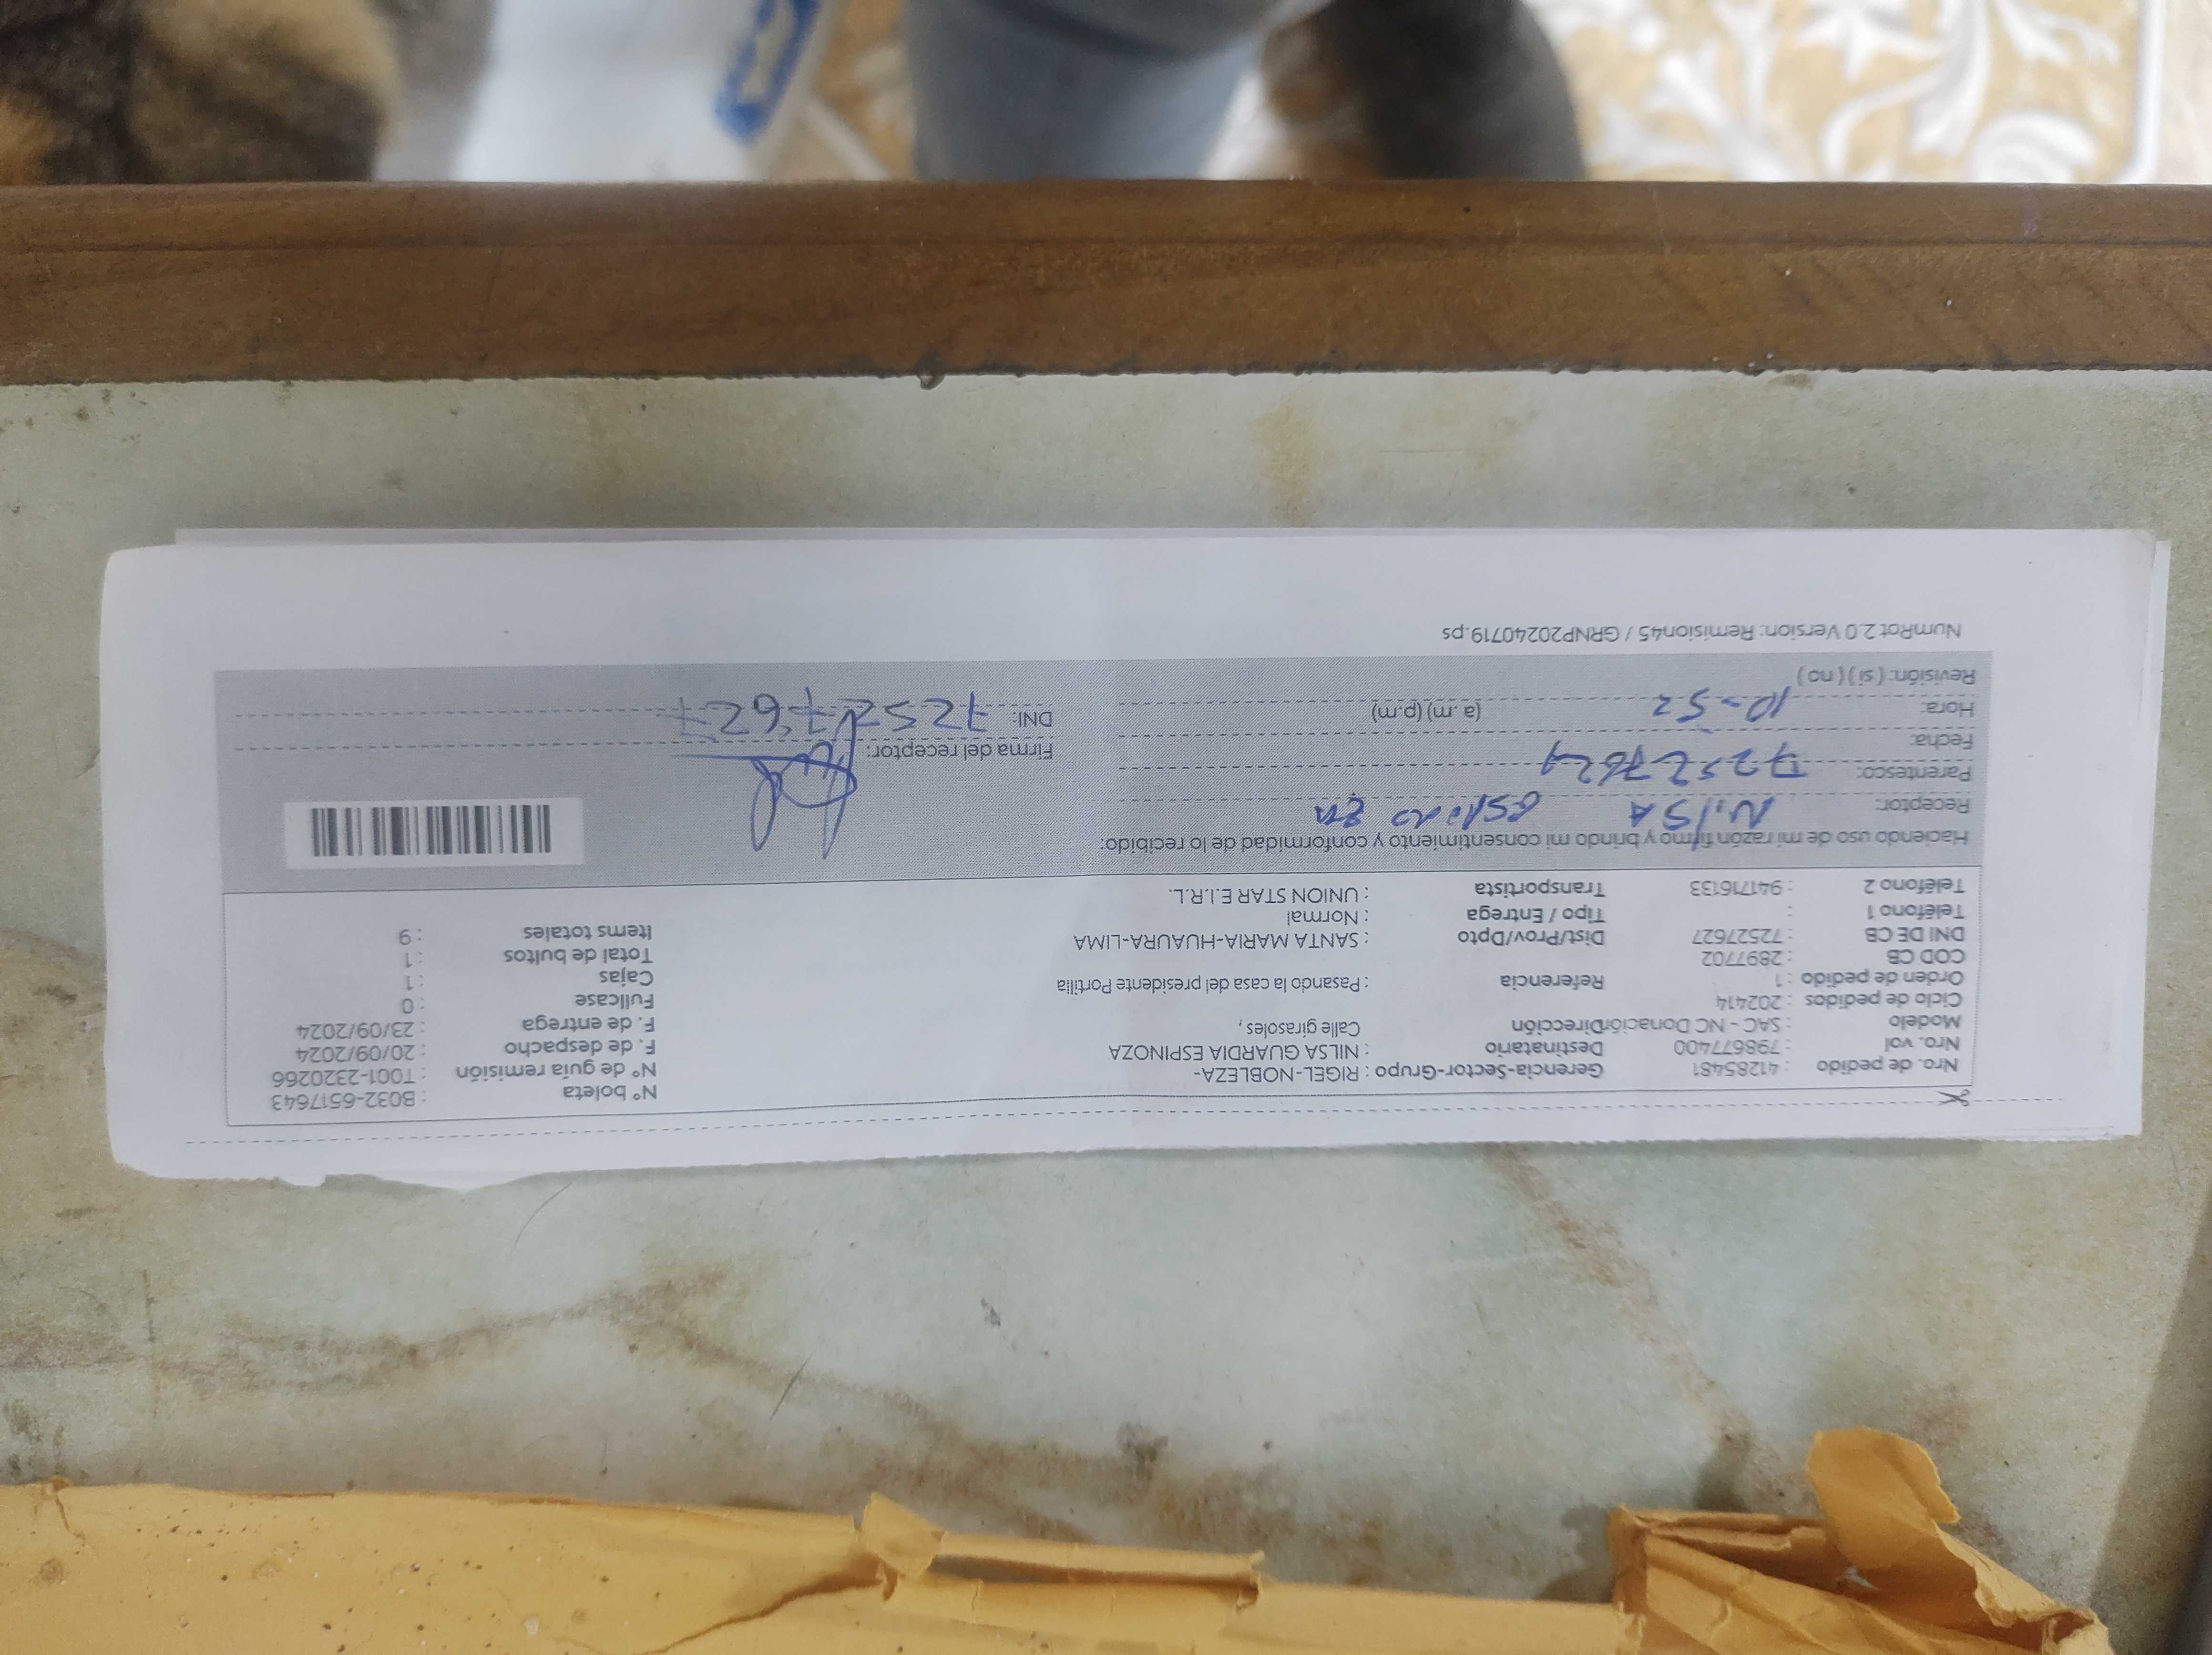 Nro. de pedido : 41285481
Nro. vol : 798677400
Modelo : SAC - NC Donación
Ciclo de pedidos : 202414
Orden de pedido : 1
COD CB : 2897702
DNI DE CB : 72527627
Teléfono 1 :
Teléfono 2 : 941716133
Gerencia-Sector-Grupo : RIGEL-NOBLEZA-
Destinatario : NILSA GUARDIA ESPINOZA
Dirección Calle girasoles,
Referencia : Pasando la casa del presidente Portilla
Dist/Prov/Dpto : SANTA MARIA-HUAURA-LIMA
Tipo / Entrega : Normal
Transportista : UNION STAR E.I.R.L.
N° boleta : B032-6517643
N° de guía remisión : T001-2320266
F. de despacho : 20/09/2024
F. de entrega : 23/09/2024
Fullcase : 0
Cajas : 1
Total de bultos : 1
Items totales : 9
Haciendo uso de mi razón firmo y brindo mi consentimiento y conformidad de lo recibido:
Receptor: Nilsa
Parentesco:
Fecha:
Hora: 10-52 (a.m) (p.m)
Revisión: ( sí ) ( no )
Firma del receptor:
DNI: 72527627
NumRot 2.0 Version: Remision45 / GRNP20240719.ps